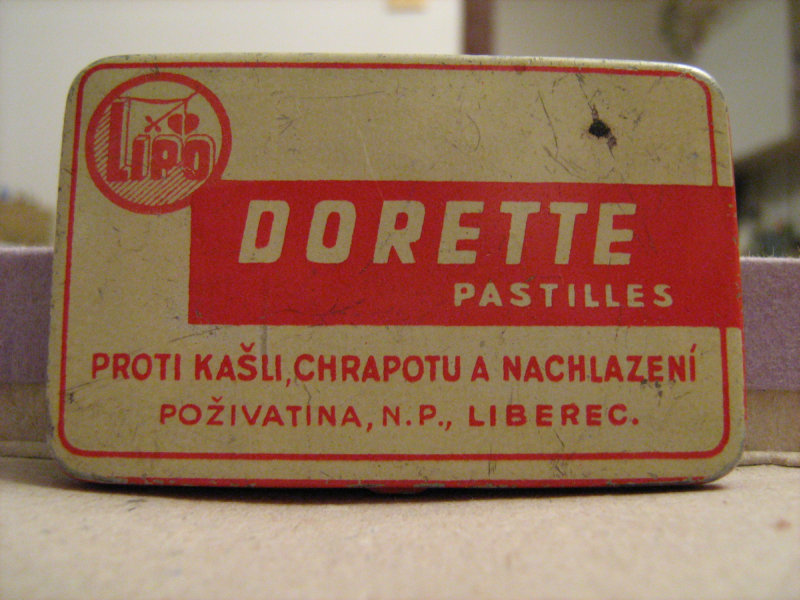 LIPO
DORETTE
PASTILLES
PROTI KAŠLI, CHRAPOTU A NACHLAZENÍ
POŽIVATINA, N.P., LIBEREC.